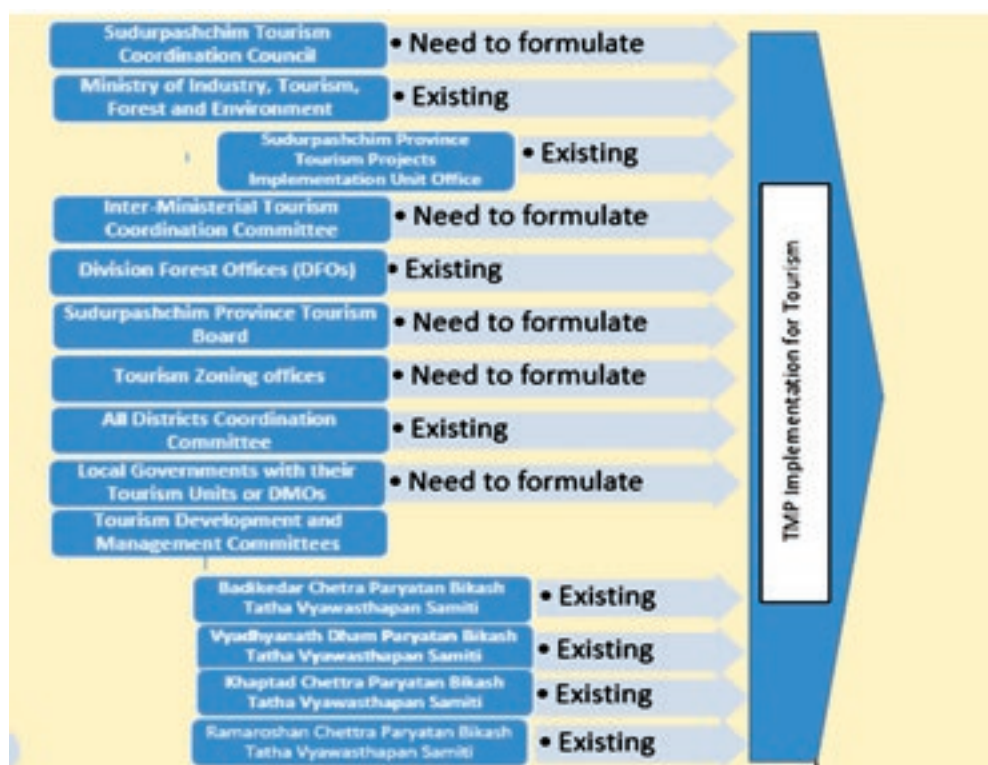 Sudurpashchim Tourism
Coordination Council
• Need to formulate
Ministry of Industry, Tourism,
Forest and Environment
• Existing
Sudurpashchim Province
Tourism Projects
Implementation Unit Office
• Existing
Inter-Ministerial Tourism
Coordination Committee
• Need to formulate
Division Forest Offices (DFOs)
• Existing
Sudurpashchim Province Tourism
Board
• Need to formulate
Tourism Zoning offices
• Need to formulate
All Districts Coordination
Committee
• Existing
Local Governments with their
Tourism Units or DMOs
• Need to formulate
Tourism Development and
Management Committees
Badikedar Chetra Paryatan Bikash
Tatha Vyawasthapan Samiti
• Existing
Vyadhyanath Dham Paryatan Bikash
Tatha Vyawasthapan Samiti
• Existing
Khaptad Chettra Paryatan Bikash
Tatha Vyawasthapan Samiti
• Existing
Ramaroshan Chettra Paryatan Bikash
Tatha Vyawasthapan Samiti
• Existing
TMP Implementation for Tourism